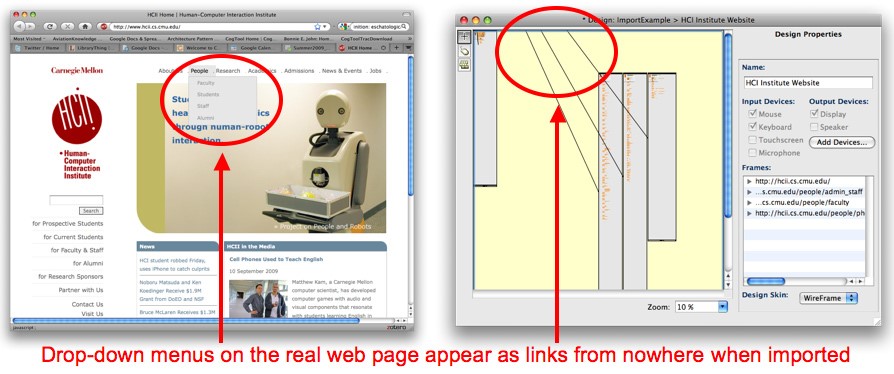 HCII Home | Human-Computer Interaction Institute
http://www.hcii.cs.cmu.edu/
mition: eschatologic
Most Visited
AviationKnowledge...
Google Docs & Spre...
Architecture Pattern ...
CogTool HomePage
Bonnie E. John Home...
CogToolTracDownload
Twitter / Home
LibraryThing
Google Docs -
Welcome to C...
Google Calen...
Summer2009...
HCII Home
Carnegie Mellon
About
People
Research
Academics
Admissions
News & Events
Jobs
Faculty
Students
Staff
Alumni
through human-robot
interaction
HCII
Human-
Computer
Interaction
Institute
Search
for Prospective Students
for Current Students
for Faculty & Staff
for Alumni
for Research Sponsors
Partner with Us
Contact Us
Visit Us
» Project on People and Robots
News
HCII student robbed Friday,
uses iPhone to catch culprits
Noboru Matsuda and Ken
Koedinger Receive $1.9M
Grant from DoED and NSF
Bruce McLaren Receives $1.9M
HCII in the Media
Cell Phones Used to Teach English
10 September 2009
Matthew Kam, a Carnegie Mellon
computer scientist, has developed
computer games with audio and
visual components that resonate
with students learning English in
javascript:
zotero
* Design: ImportExample > HCI Institute Website
Design Properties
Name:
HCI Institute Website
Input Devices:
Output Devices:
Mouse
Display
Keyboard
Speaker
Touchscreen
Add Devices...
Microphone
Frames:
http://hcii.cs.cmu.edu/
...s.cmu.edu/people/admin_staff
...cs.cmu.edu/people/faculty
http://hcii.cs.cmu.edu/people/ph
Design Skin:
WireFrame
Zoom:
10 %
Drop-down menus on the real web page appear as links from nowhere when imported